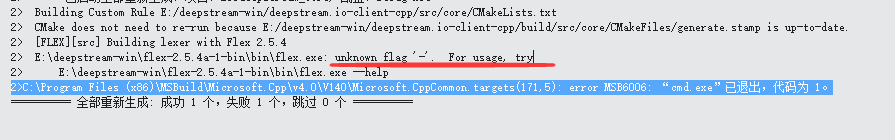 2>  Building Custom Rule E:/deepstream-win/deepstream.io-client-cpp/src/core/CMakeLists.txt
2>  CMake does not need to re-run because E:/deepstream-win/deepstream.io-client-cpp/build/src/core/CMakeFiles/generate.stamp is up-to-date.
2>  [FLEX][src] Building lexer with Flex 2.5.4
2>  E:\deepstream-win\flex-2.5.4a-1-bin\bin\flex.exe: unknown flag '-'.  For usage, try
2>      E:\deepstream-win\flex-2.5.4a-1-bin\bin\flex.exe --help
2>C:\Program Files (x86)\MSBuild\Microsoft.Cpp\v4.0\V140\Microsoft.CppCommon.targets(171,5): error MSB6006: “cmd.exe”已退出，代码为 1。
========== 全部重新生成: 成功 1 个，失败 1 个，跳过 0 个 ==========